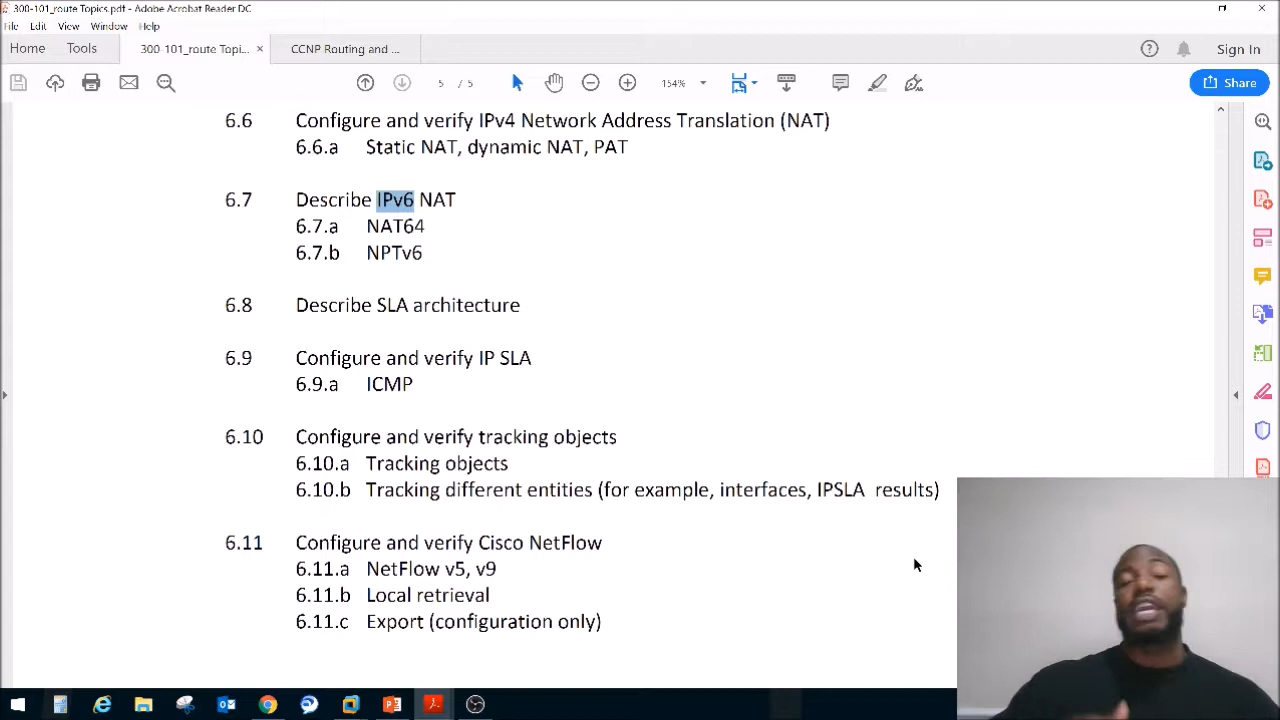 300-101_route Topics.pdf - Adobe Acrobat Reader DC
File Edit View Window Help
Home Tools 300-101_route Topi... × CCNP Routing and ... Sign In
5 / 5 154% Share
6.6 Configure and verify IPv4 Network Address Translation (NAT)
6.6.a Static NAT, dynamic NAT, PAT
6.7 Describe IPv6 NAT
6.7.a NAT64
6.7.b NPTv6
6.8 Describe SLA architecture
6.9 Configure and verify IP SLA
6.9.a ICMP
6.10 Configure and verify tracking objects
6.10.a Tracking objects
6.10.b Tracking different entities (for example, interfaces, IPSLA results)
6.11 Configure and verify Cisco NetFlow
6.11.a NetFlow v5, v9
6.11.b Local retrieval
6.11.c Export (configuration only)